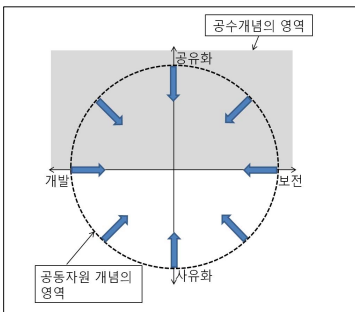 공수개념의 영역
공유화
개발
보전
공동자원 개념의
영역
사유화